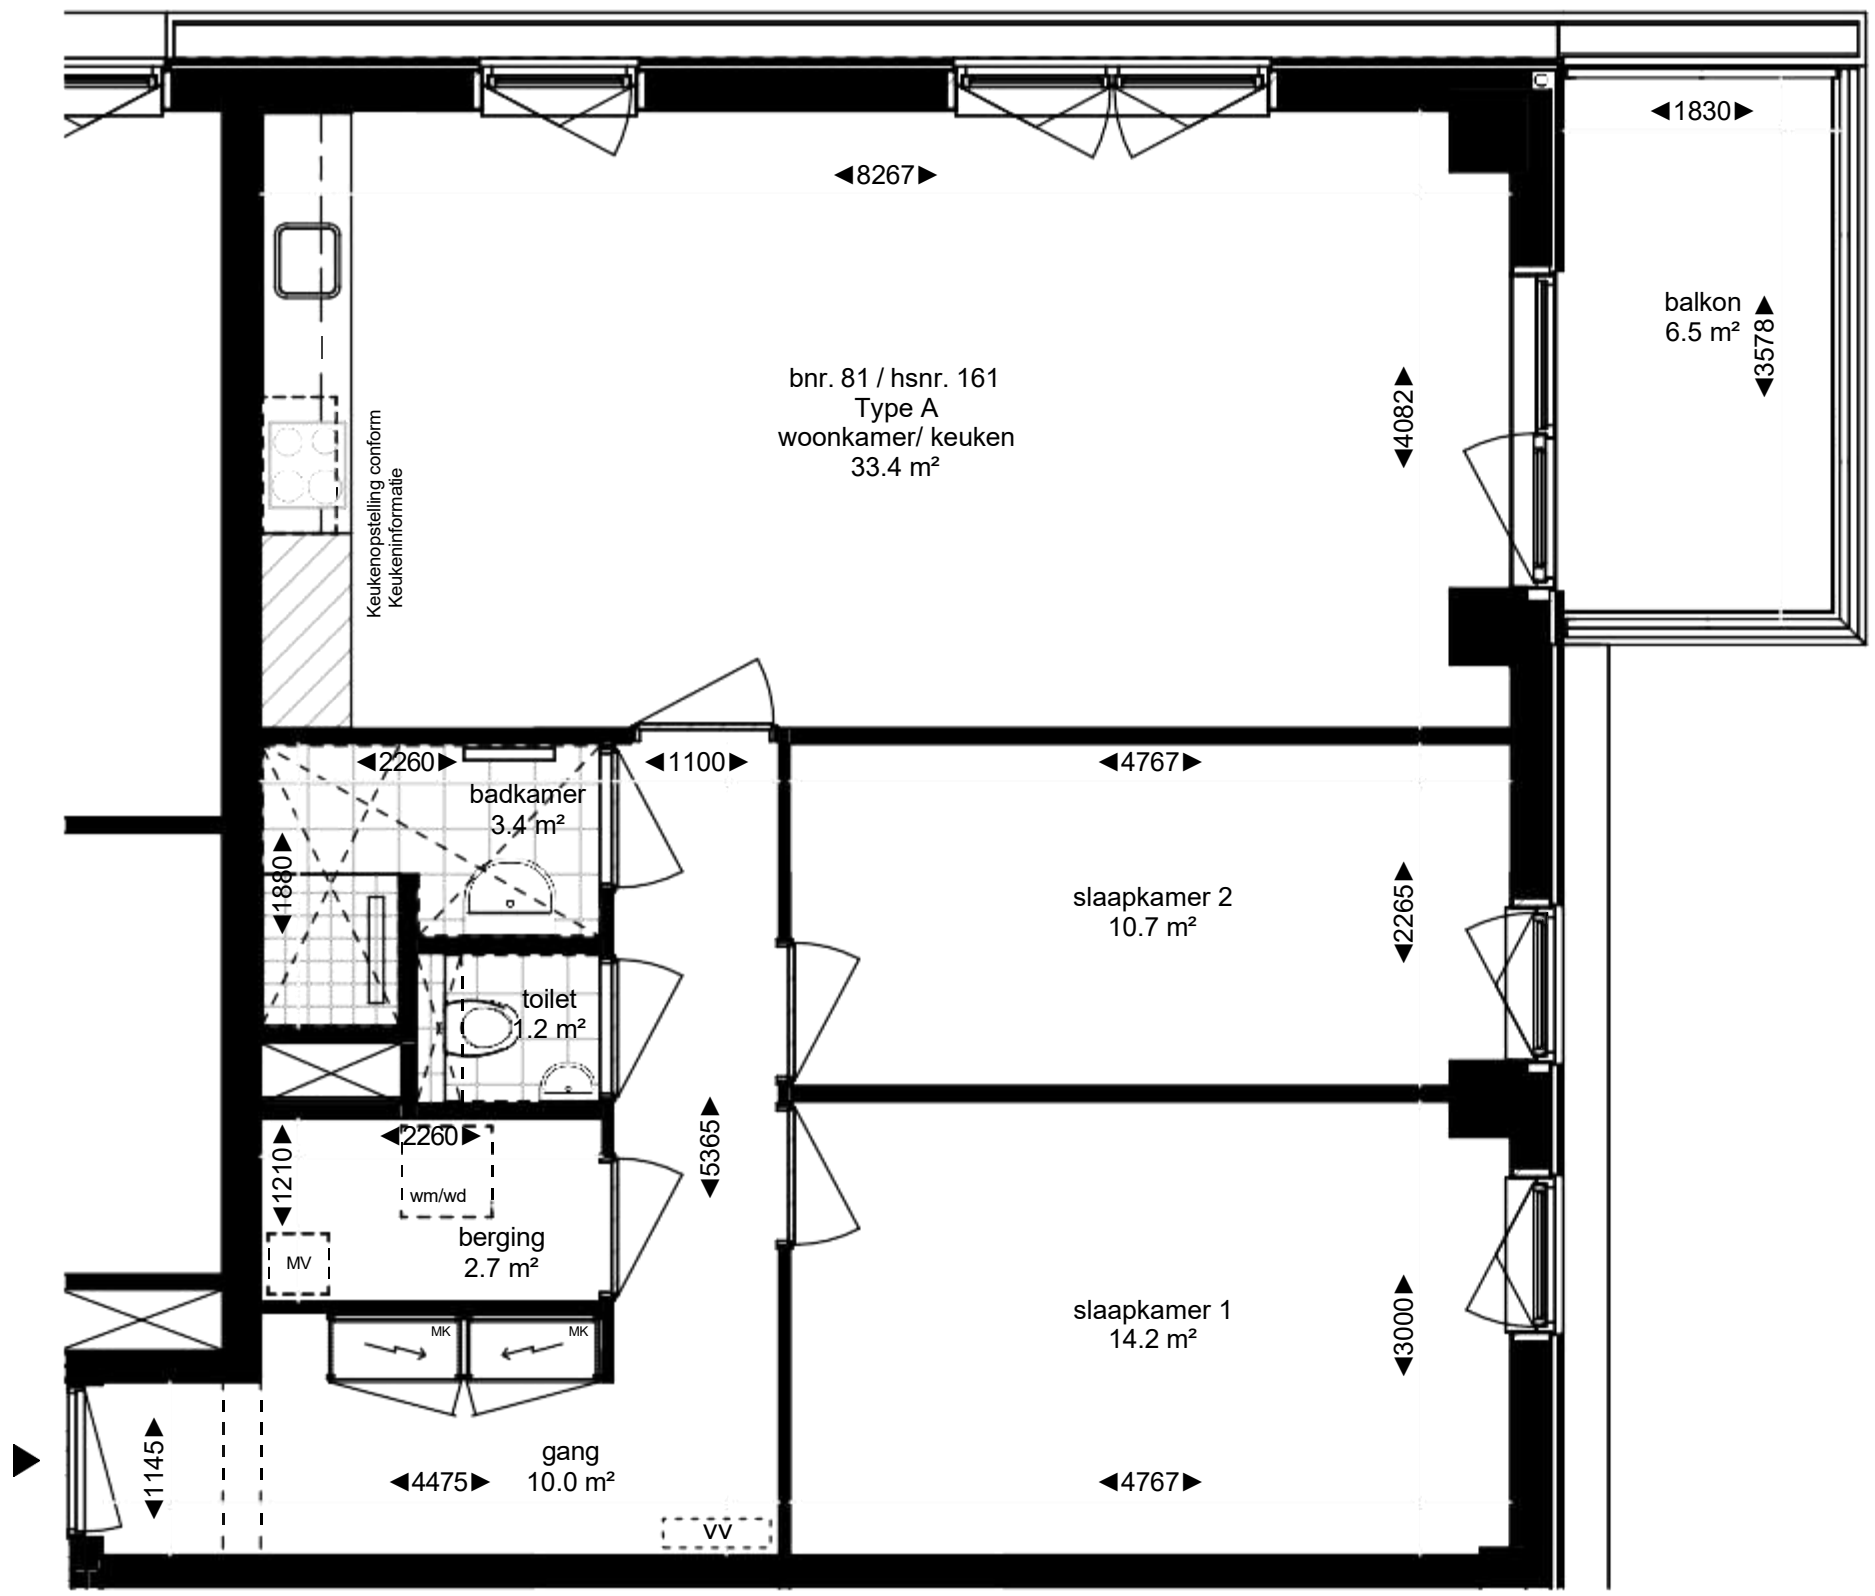 ◀1830▶
◀8267▶
balkon
6.5 m²
◀3578▶
bnr. 81 / hsnr. 161
Type A
woonkamer/ keuken
33.4 m²
◀4082▶
Keukenopstelling conform
Keukeninformatie
◀2260▶
◀1100▶
◀4767▶
badkamer
3.4 m²
◀1880▶
slaapkamer 2
10.7 m²
◀2265▶
toilet
1.2 m²
◀2260▶
◀5365▶
◀1210▶
wm/wd
berging
2.7 m²
MV
slaapkamer 1
14.2 m²
◀3000▶
MK
MK
gang
10.0 m²
◀1145▶
◀4475▶
◀4767▶
VV